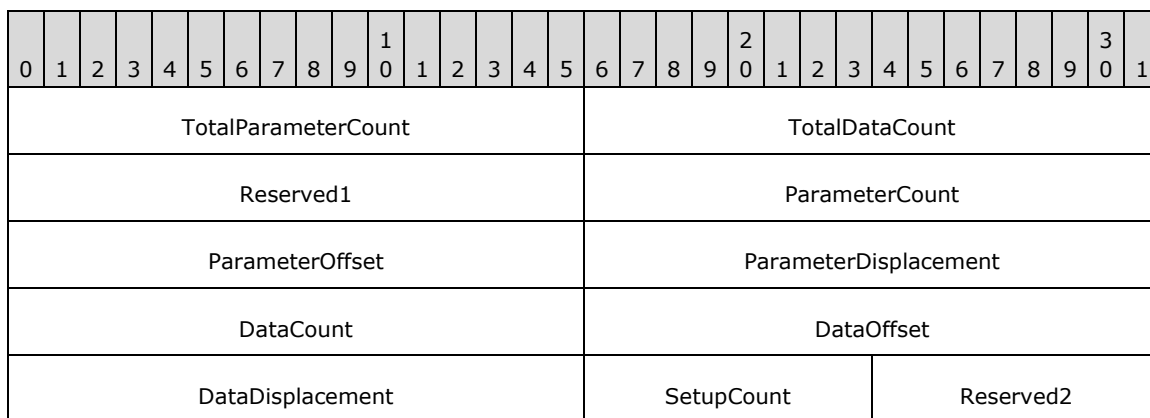 1 2 3
0 1 2 3 4 5 6 7 8 9 0 1 2 3 4 5 6 7 8 9 0 1 2 3 4 5 6 7 8 9 0 1
TotalParameterCount TotalDataCount
Reserved1 ParameterCount
ParameterOffset ParameterDisplacement
DataCount DataOffset
DataDisplacement SetupCount Reserved2